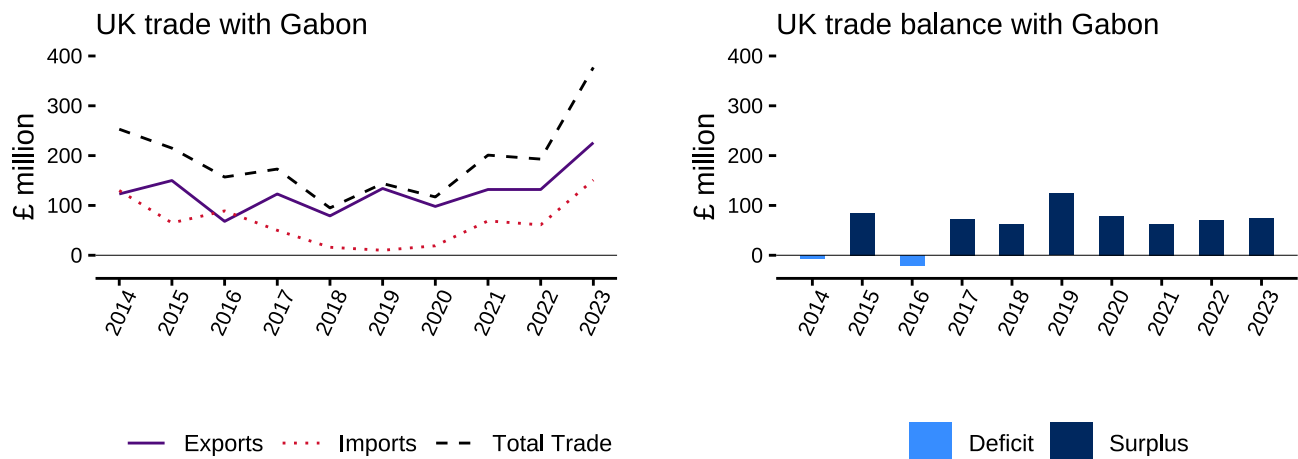 UK trade with Gabon
£ million
400
300
200
100
0
2014 2015 2016 2017 2018 2019 2020 2021 2022 2023
Exports Imports Total Trade
UK trade balance with Gabon
£ million
400
300
200
100
0
2014 2015 2016 2017 2018 2019 2020 2021 2022 2023
Deficit Surplus